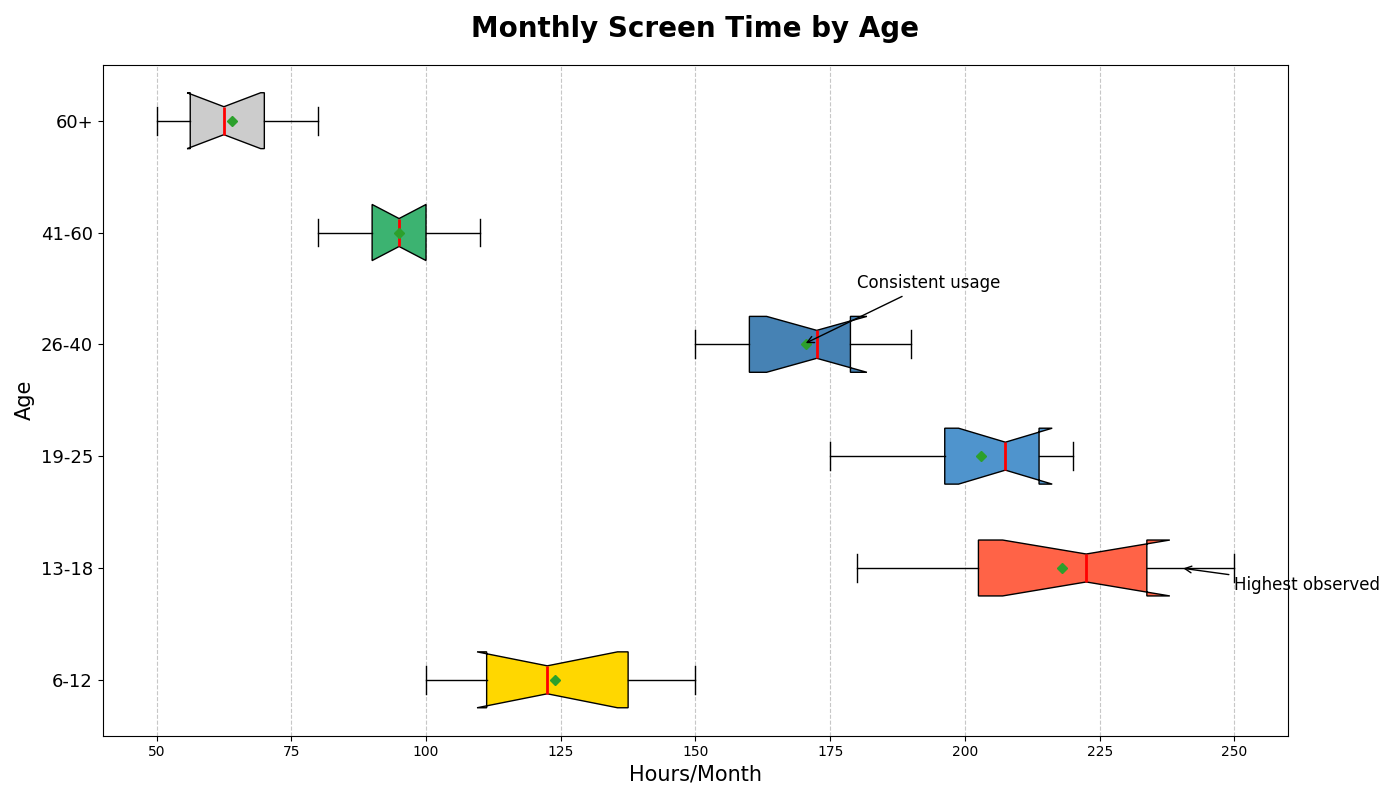 Monthly Screen Time by Age
Age
60+
41-60
26-40
19-25
13-18
6-12
Consistent usage
Highest observed
50 75 100 125 150 175 200 225 250
Hours/Month